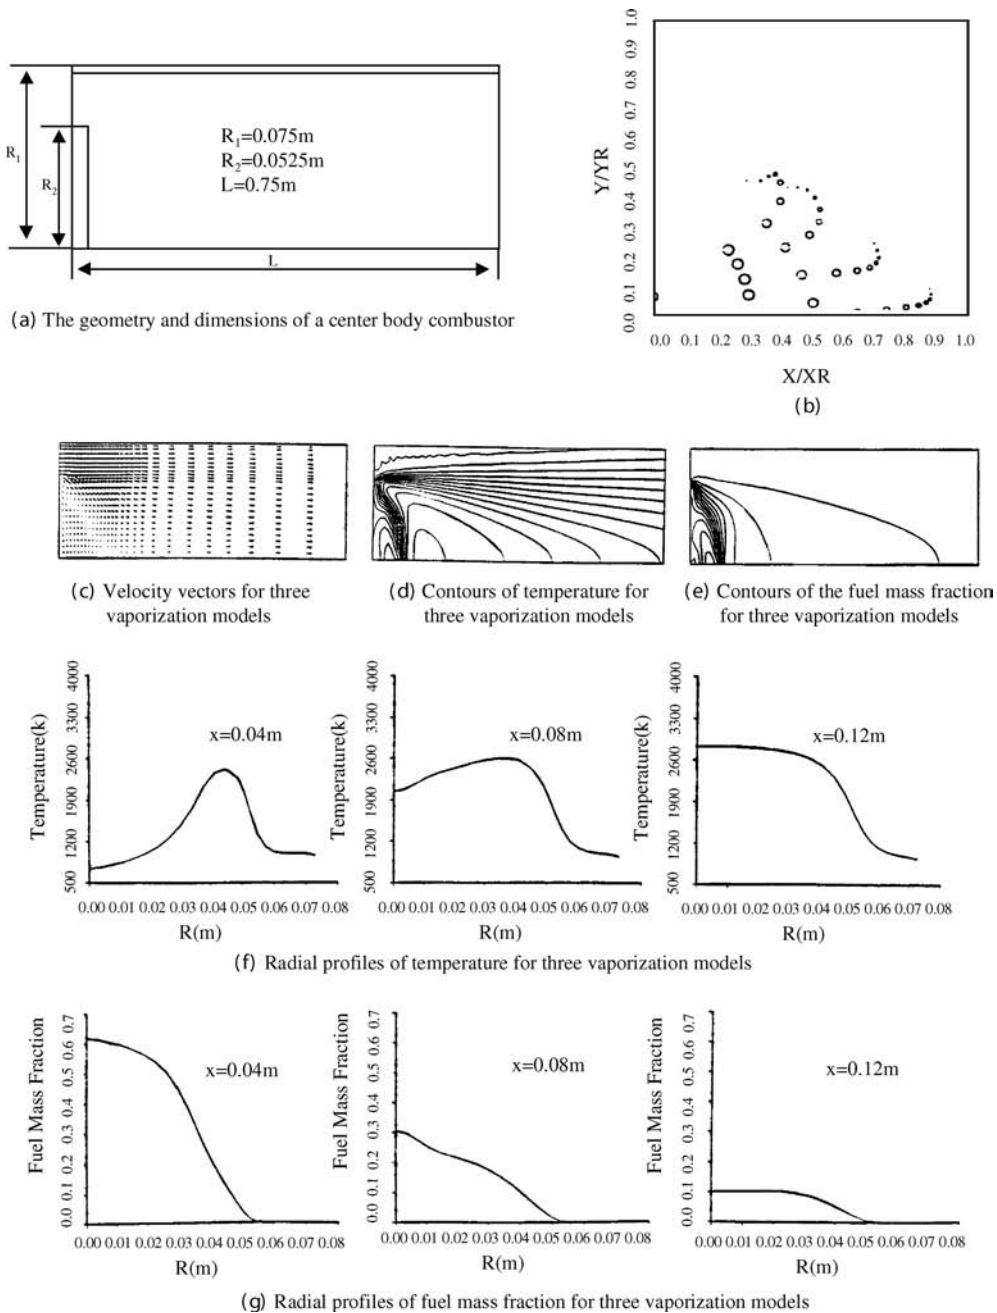 R1
R2
R1=0.075m
R2=0.0525m
L=0.75m
L
(a) The geometry and dimensions of a center body combustor
Y/YR
0.0 0.1 0.2 0.3 0.4 0.5 0.6 0.7 0.8 0.9 1.0
0.0 0.1 0.2 0.3 0.4 0.5 0.6 0.7 0.8 0.9 1.0
X/XR
(b)
(c) Velocity vectors for three
vaporization models
(d) Contours of temperature for
three vaporization models
(e) Contours of the fuel mass fraction
for three vaporization models
Temperature(k)
500 1200 1900 2600 3300 4000
x=0.04m
0.00 0.01 0.02 0.03 0.04 0.05 0.06 0.07 0.08
R(m)
Temperature(k)
500 1200 1900 2600 3300 4000
x=0.08m
0.00 0.01 0.02 0.03 0.04 0.05 0.06 0.07 0.08
R(m)
Temperature(k)
500 1200 1900 2600 3300 4000
x=0.12m
0.00 0.01 0.02 0.03 0.04 0.05 0.06 0.07 0.08
R(m)
(f) Radial profiles of temperature for three vaporization models
Fuel Mass Fraction
0.0 0.1 0.2 0.3 0.4 0.5 0.6 0.7
x=0.04m
0.00 0.01 0.02 0.03 0.04 0.05 0.06 0.07 0.08
R(m)
Fuel Mass Fraction
0.0 0.1 0.2 0.3 0.4 0.5 0.6 0.7
x=0.08m
0.00 0.01 0.02 0.03 0.04 0.05 0.06 0.07 0.08
R(m)
Fuel Mass Fraction
0.0 0.1 0.2 0.3 0.4 0.5 0.6 0.7
x=0.12m
0.00 0.01 0.02 0.03 0.04 0.05 0.06 0.07 0.08
R(m)
(g) Radial profiles of fuel mass fraction for three vaporization models